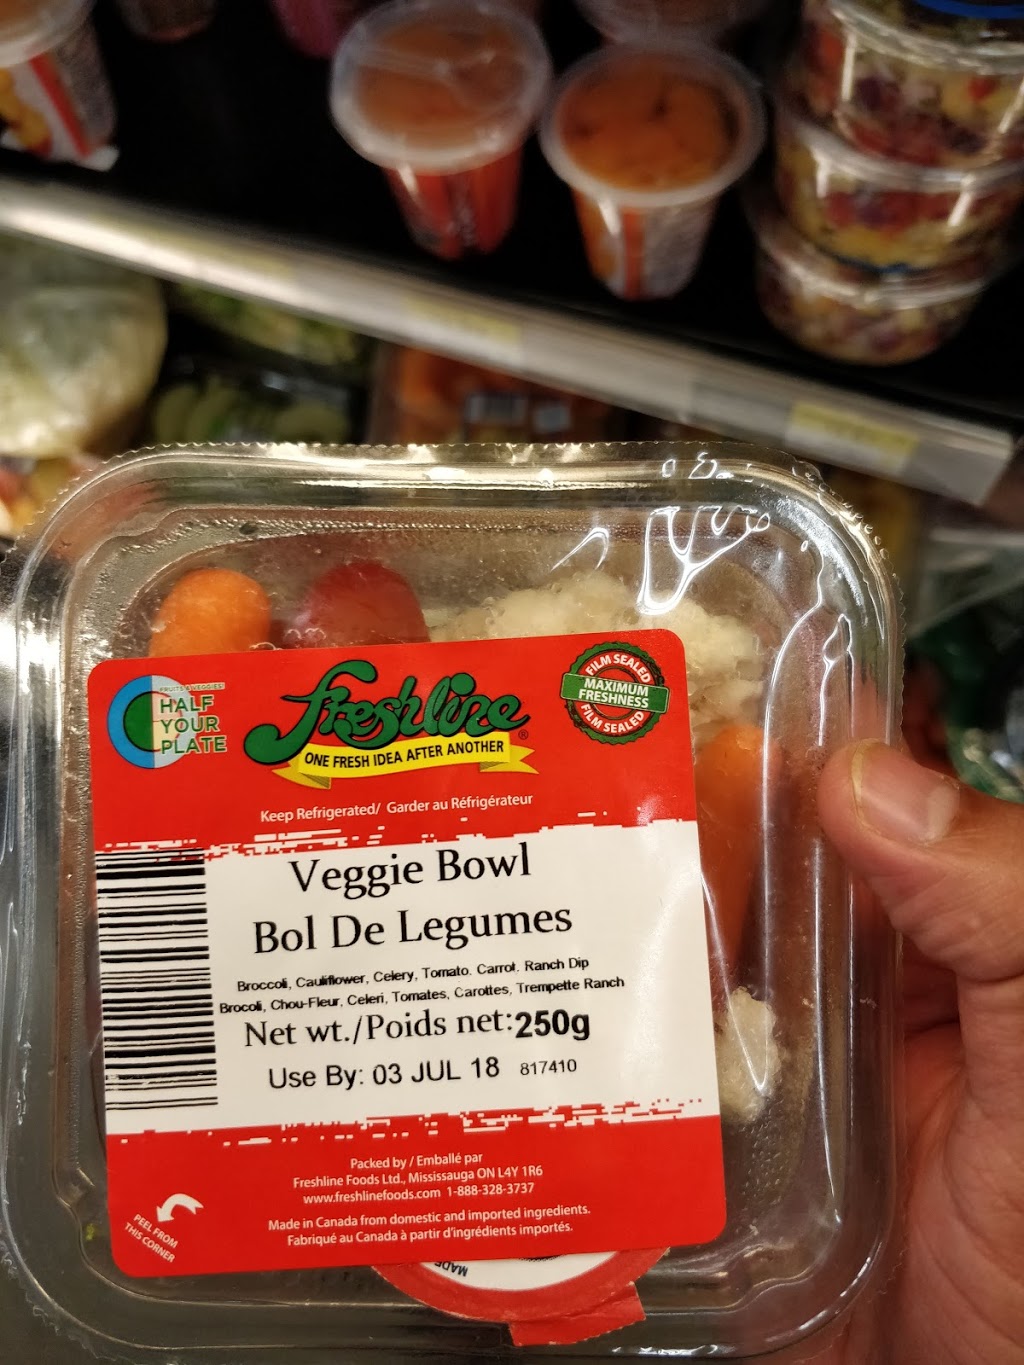 FRUITS & VEGGIES!
HALF
YOUR
PLATE
freshline®
ONE FRESH IDEA AFTER ANOTHER
FILM SEALED
MAXIMUM
FRESHNESS
FILM SEALED
Keep Refrigerated/ Garder au Réfrigérateur
Veggie Bowl
Bol De Legumes
Broccoli, Cauliflower, Celery, Tomato. Carrot. Ranch Dip
Brocoli, Chou-Fleur, Celeri, Tomates, Carottes, Trempette Ranch
Net wt./Poids net:250g
Use By: 03 JUL 18 817410
Packed by / Emballé par
Freshline Foods Ltd., Mississauga ON L4Y 1R6
www.freshlinefoods.com 1-888-328-3737
Made in Canada from domestic and imported ingredients.
Fabriqué au Canada à partir d'ingrédients importés.
PEEL FROM
THIS CORNER
MADE